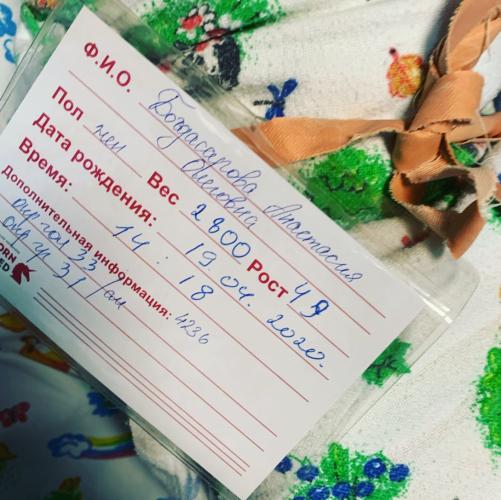 Ф.И.О. Богдасарова Анастасия
Олеговна
Пол жен Вес 2800 Рост 49
Дата рождения: 19.04.2020.
Время: 14:18
Дополнительная информация: 4236
окр гол 33
окр гр 31